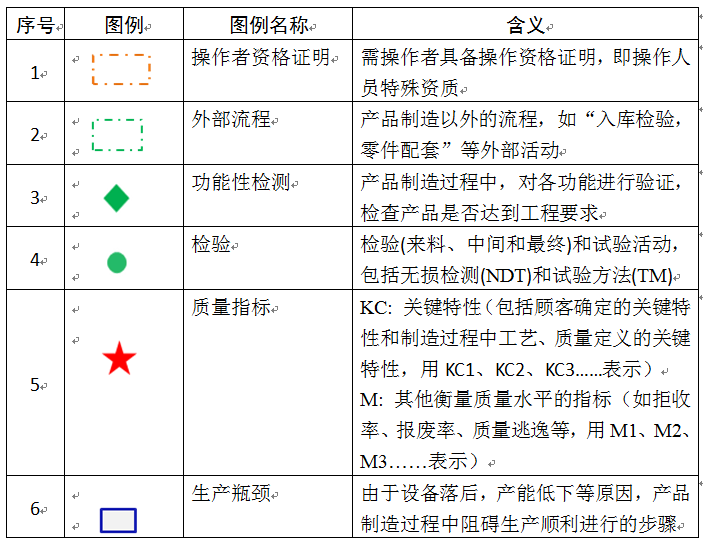 序号 图例 图例名称 含义
1 操作者资格证明 需操作者具备操作资格证明，即操作人
员特殊资质
2 外部流程 产品制造以外的流程，如“入库检验，
零件配套”等外部活动
3 功能性检测 产品制造过程中，对各功能进行验证，
检查产品是否达到工程要求
4 检验 检验(来料、中间和最终)和试验活动，
包括无损检测(NDT)和试验方法(TM)
5 质量指标 KC: 关键特性（包括顾客确定的关键特
性和制造过程中工艺、质量定义的关键
特性，用 KC1、KC2、KC3……表示）
M: 其他衡量质量水平的指标（如拒收
率、报废率、质量逃逸等，用 M1、M2、
M3……表示）
6 生产瓶颈 由于设备落后，产能低下等原因，产品
制造过程中阻碍生产顺利进行的步骤